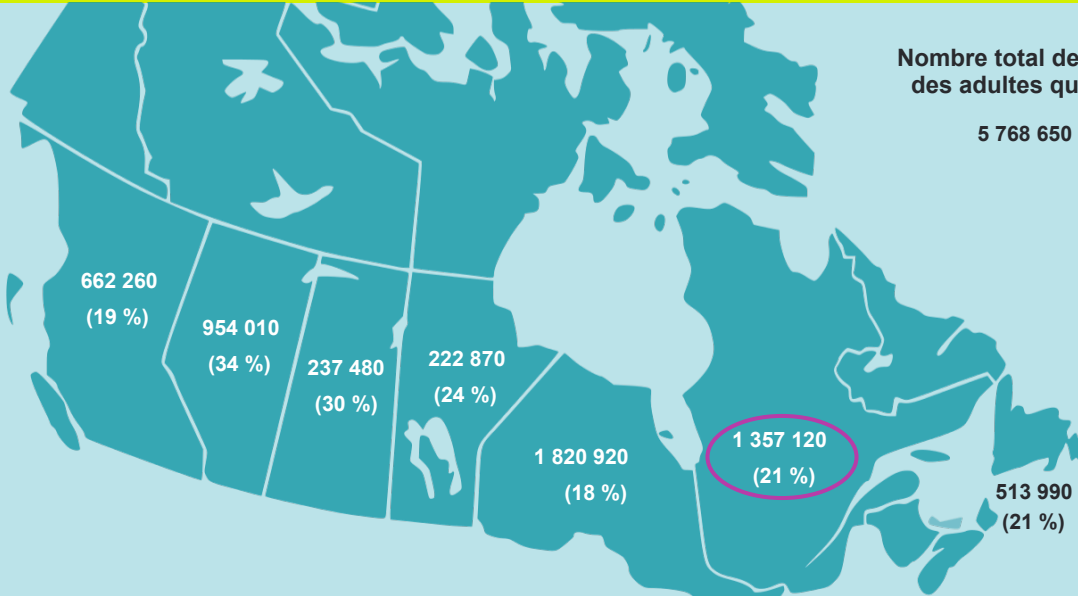 Nombre total de
des adultes qu
5 768 650
662 260
(19 %)
954 010
(34 %)
237 480
(30 %)
222 870
(24 %)
1 820 920
(18 %)
1 357 120
(21 %)
513 990
(21 %)